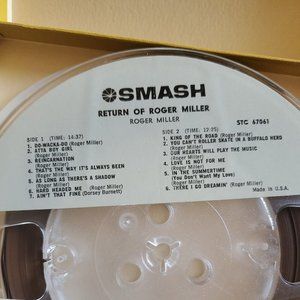 SMASH
RETURN OF ROGER MILLER
ROGER MILLER
STC 67061
SIDE 1 (TIME: 14:37)
1. DO-WACKA-DO (Roger Miller)
2. ATTA BOY GIRL
(Roger Miller)
3. REINCARNATION
(Roger Miller)
4. THAT'S THE WAY IT'S ALWAYS BEEN
(Roger Miller)
5. AS LONG AS THERE'S A SHADOW
(Roger Miller)
6. HARD HEADED ME (Roger Miller)
7. AIN'T THAT FINE (Dorsey Burnett)
SIDE 2 (TIME: 12:25)
1. KING OF THE ROAD (Roger Miller)
2. YOU CAN'T ROLLER SKATE IN A BUFFALO HERD
(Roger Miller)
3. OUR HEARTS WILL PLAY THE MUSIC
(Roger Miller)
4. LOVE IS NOT FOR ME
(Roger Miller)
5. IN THE SUMMERTIME
(You Don't Want My Love)
(Roger Miller)
6. THERE I GO DREAMIN' (Roger Miller)
Made in U.S.A.